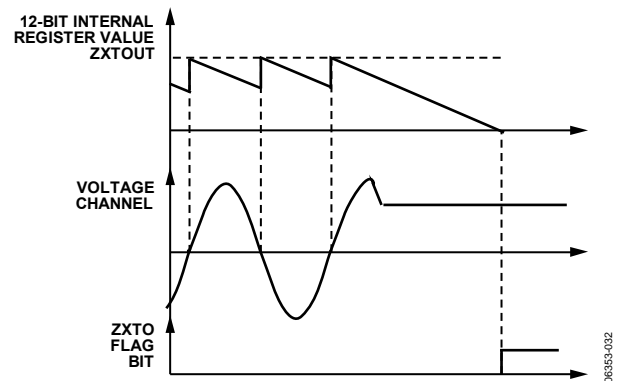 12-BIT INTERNAL
REGISTER VALUE
ZXTOUT
VOLTAGE
CHANNEL
ZXTO
FLAG
BIT
06353-032